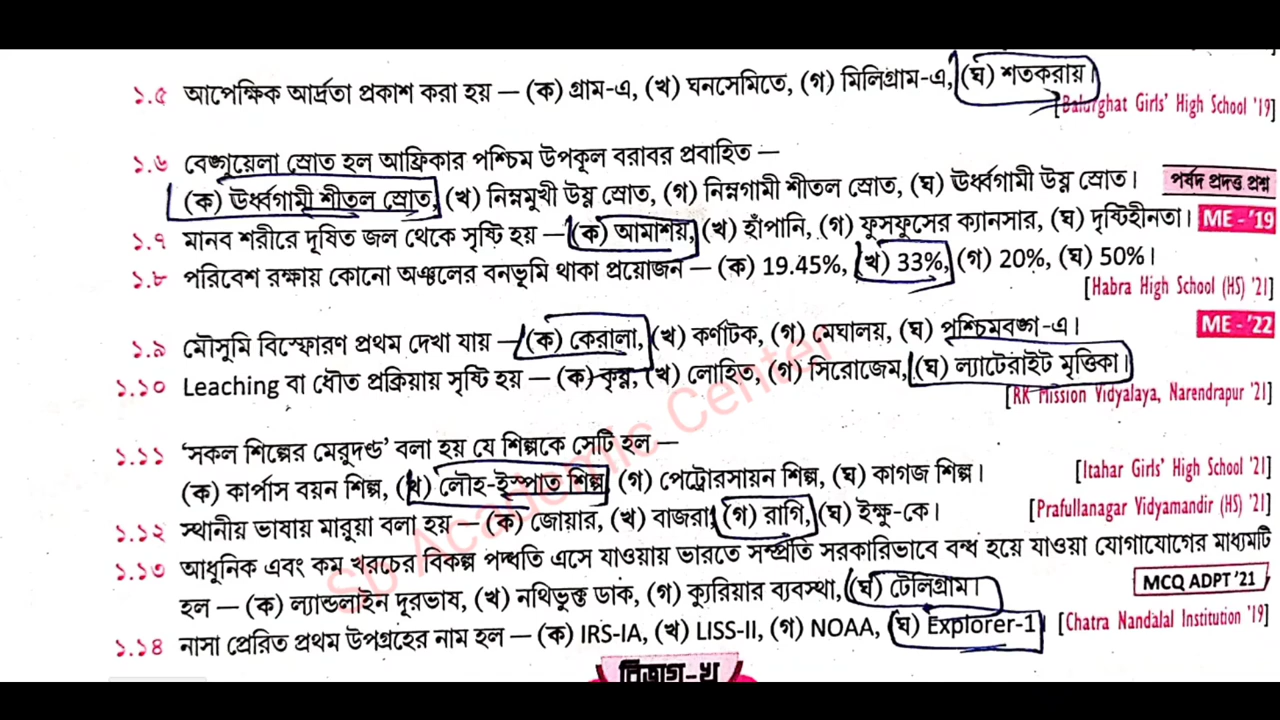 ১.৫ আপেক্ষিক আর্দ্রতা প্রকাশ করা হয় — (ক) গ্রাম-এ, (খ) ঘনসেমিতে, (গ) মিলিগ্রাম-এ, (ঘ) শতকরায়।
[Balurghat Girls' High School '19]
১.৬ বেঙ্গুয়েলা স্রোত হল আফ্রিকার পশ্চিম উপকূল বরাবর প্রবাহিত —
(ক) ঊর্ধ্বগামী শীতল স্রোত, (খ) নিম্নমুখী উষ্ণ স্রোত, (গ) নিম্নগামী শীতল স্রোত, (ঘ) ঊর্ধ্বগামী উষ্ণ স্রোত। পর্ষদ প্রদত্ত প্রশ্ন
১.৭ মানব শরীরে দূষিত জল থেকে সৃষ্টি হয় — (ক) আমাশয়, (খ) হাঁপানি, (গ) ফুসফুসের ক্যানসার, (ঘ) দৃষ্টিহীনতা। ME - '19
১.৮ পরিবেশ রক্ষায় কোনো অঞ্চলের বনভূমি থাকা প্রয়োজন — (ক) 19.45%, (খ) 33%, (গ) 20%, (ঘ) 50%।
[Habra High School (HS) '21]
১.৯ মৌসুমি বিস্ফোরণ প্রথম দেখা যায় — (ক) কেরালা, (খ) কর্ণাটক, (গ) মেঘালয়, (ঘ) পশ্চিমবঙ্গ-এ। ME - '22
১.১০ Leaching বা ধৌত প্রক্রিয়ায় সৃষ্টি হয় — (ক) কৃষ্ণ, (খ) লোহিত, (গ) সিরোজেম, (ঘ) ল্যাটেরাইট মৃত্তিকা।
[RK Mission Vidyalaya, Narendrapur '21]
১.১১ 'সকল শিল্পের মেরুদণ্ড' বলা হয় যে শিল্পকে সেটি হল —
(ক) কার্পাস বয়ন শিল্প, (খ) লৌহ-ইস্পাত শিল্প, (গ) পেট্রোরসায়ন শিল্প, (ঘ) কাগজ শিল্প। [Itahar Girls' High School '21]
১.১২ স্থানীয় ভাষায় মারুয়া বলা হয় — (ক) জোয়ার, (খ) বাজরা, (গ) রাগি, (ঘ) ইক্ষু-কে। [Prafullanagar Vidyamandir (HS) '21]
১.১৩ আধুনিক এবং কম খরচের বিকল্প পদ্ধতি এসে যাওয়ায় ভারতে সম্প্রতি সরকারিভাবে বন্ধ হয়ে যাওয়া যোগাযোগের মাধ্যমটি
হল — (ক) ল্যান্ডলাইন দূরভাষ, (খ) নথিভুক্ত ডাক, (গ) ক্যুরিয়ার ব্যবস্থা, (ঘ) টেলিগ্রাম। MCQ ADPT '21
১.১৪ নাসা প্রেরিত প্রথম উপগ্রহের নাম হল — (ক) IRS-IA, (খ) LISS-II, (গ) NOAA, (ঘ) Explorer-1 [Chatra Nandalal Institution '19]
বিভাগ-খ